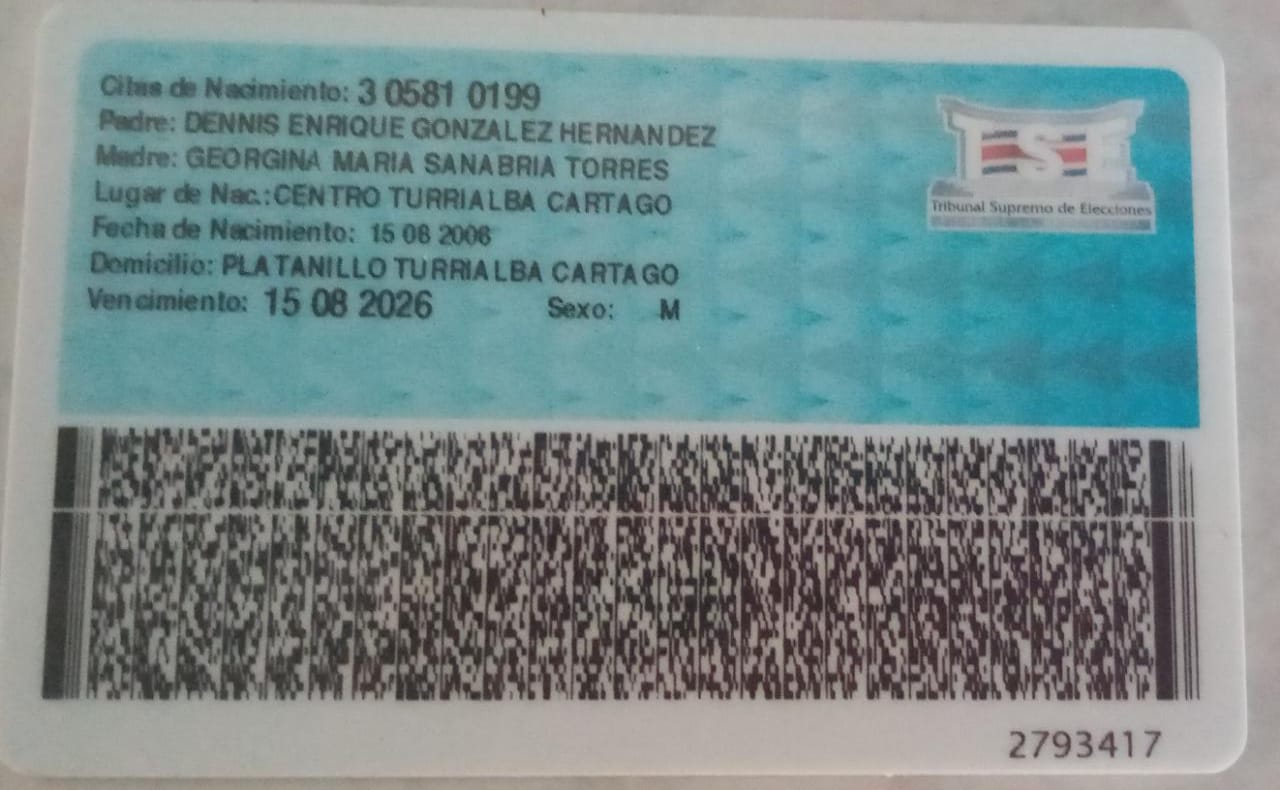 Citas de Nacimiento: 3 0581 0199
Padre: DENNIS ENRIQUE GONZALEZ HERNANDEZ
Madre: GEORGINA MARIA SANABRIA TORRES
Lugar de Nac.: CENTRO TURRIALBA CARTAGO
Fecha de Nacimiento: 15 08 2006
Domicilio: PLATANILLO TURRIALBA CARTAGO
Vencimiento: 15 08 2026 Sexo: M
TSE
Tribunal Supremo de Elecciones
2793417